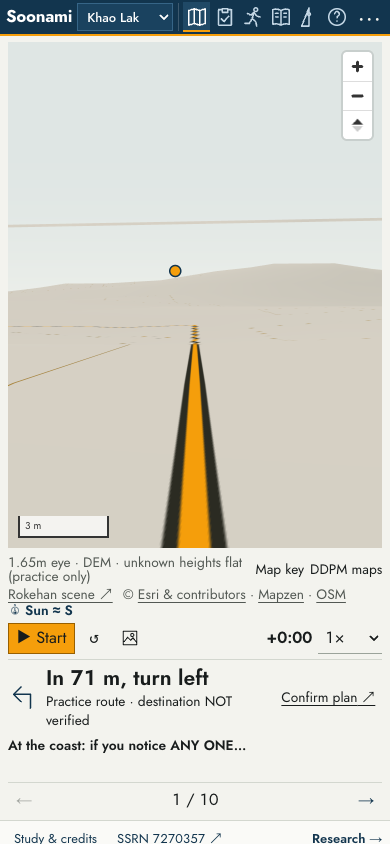 Soonami Khao Lak ...
+
−
3 m
1.65m eye · DEM · unknown heights flat
(practice only)
Map key DDPM maps
Rokehan scene ↗ © Esri & contributors · Mapzen · OSM
Sun ≈ S
▶ Start ↺ +0:00 1×
In 71 m, turn left
Practice route · destination NOT
verified
Confirm plan ↗
At the coast: if you notice ANY ONE...
← 1 / 10 →
Study & credits SSRN 7270357 ↗ Research →